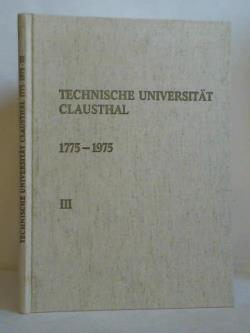 TECHNISCHE UNIVERSITÄT
CLAUSTHAL
1775 – 1975
III
TECHNISCHE UNIVERSITÄT CLAUSTHAL 1775-1975 III